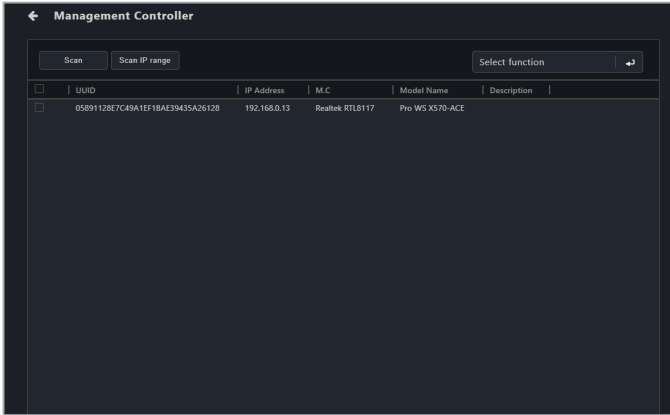 Management Controller
Scan Scan IP range Select function
UUID IP Address M.C Model Name Description
05891128E7C49A1EF1BAE39435A26128 192.168.0.13 Realtek RTL8117 Pro WS X570-ACE